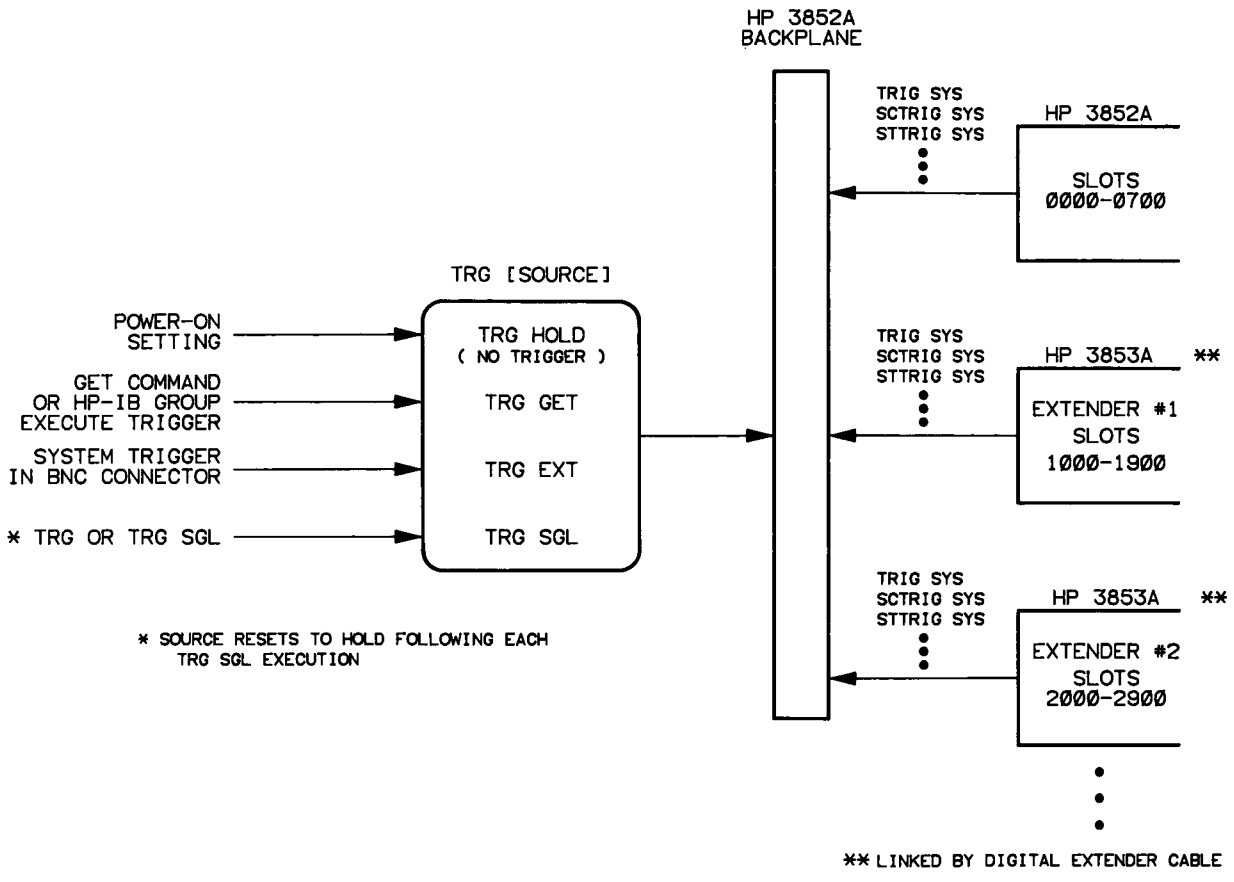 HP 3852A
BACKPLANE
TRIG SYS
SCTRIG SYS
STTRIG SYS
HP 3852A
SLOTS
0000-0700
TRG [SOURCE]
POWER-ON
SETTING
TRG HOLD
( NO TRIGGER )
GET COMMAND
OR HP-IB GROUP
EXECUTE TRIGGER
TRG GET
SYSTEM TRIGGER
IN BNC CONNECTOR
TRG EXT
* TRG OR TRG SGL
TRG SGL
* SOURCE RESETS TO HOLD FOLLOWING EACH
TRG SGL EXECUTION
TRIG SYS
SCTRIG SYS
STTRIG SYS
HP 3853A **
EXTENDER #1
SLOTS
1000-1900
TRIG SYS
SCTRIG SYS
STTRIG SYS
HP 3853A **
EXTENDER #2
SLOTS
2000-2900
** LINKED BY DIGITAL EXTENDER CABLE